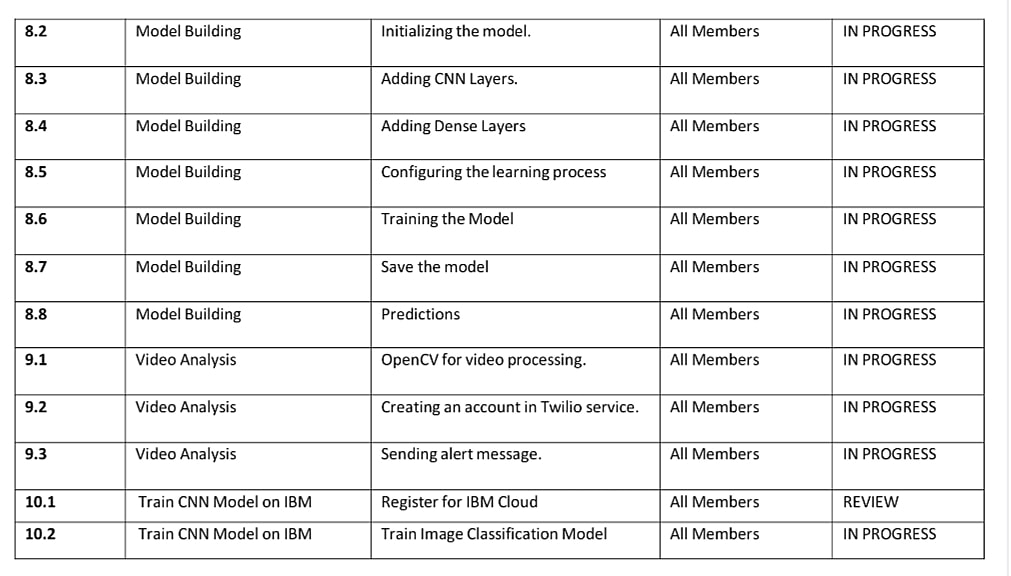 8.2 Model Building Initializing the model. All Members IN PROGRESS
8.3 Model Building Adding CNN Layers. All Members IN PROGRESS
8.4 Model Building Adding Dense Layers All Members IN PROGRESS
8.5 Model Building Configuring the learning process All Members IN PROGRESS
8.6 Model Building Training the Model All Members IN PROGRESS
8.7 Model Building Save the model All Members IN PROGRESS
8.8 Model Building Predictions All Members IN PROGRESS
9.1 Video Analysis OpenCV for video processing. All Members IN PROGRESS
9.2 Video Analysis Creating an account in Twilio service. All Members IN PROGRESS
9.3 Video Analysis Sending alert message. All Members IN PROGRESS
10.1 Train CNN Model on IBM Register for IBM Cloud All Members REVIEW
10.2 Train CNN Model on IBM Train Image Classification Model All Members IN PROGRESS